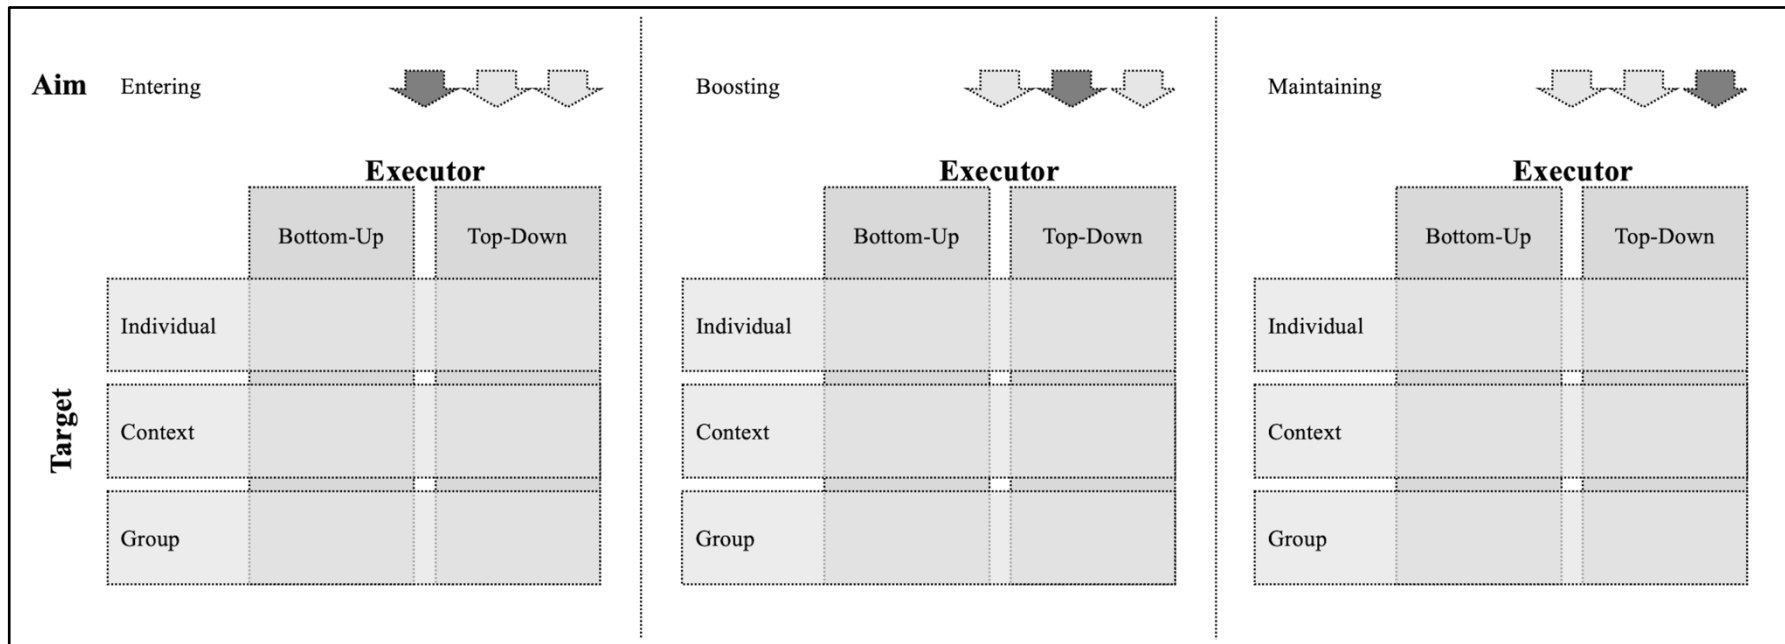 Aim
Entering
Boosting
Maintaining
Executor
Executor
Executor
Bottom-Up
Top-Down
Bottom-Up
Top-Down
Bottom-Up
Top-Down
Target
Individual
Individual
Individual
Context
Context
Context
Group
Group
Group